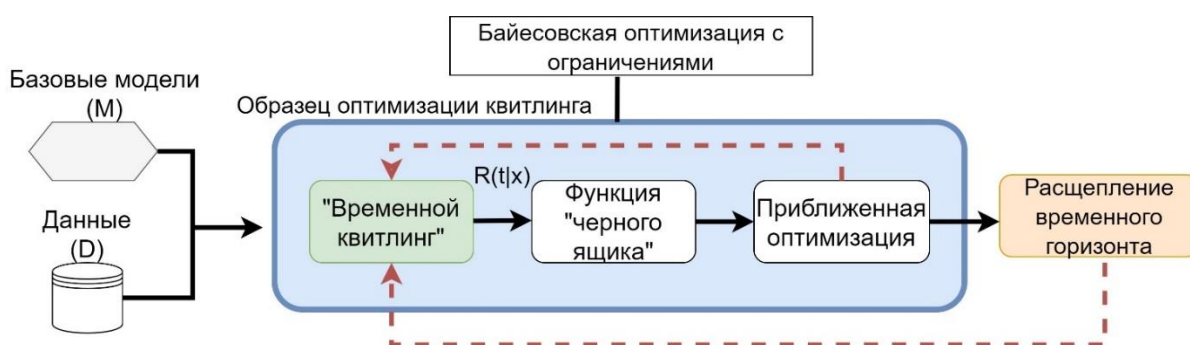 Байесовская оптимизация с
ограничениями
Базовые модели
(M)
Образец оптимизации квитлинга
R(t|x)
"Временной
квитлинг"
Функция
"черного
ящика"
Приближенная
оптимизация
Расщепление
временного
горизонта
Данные
(D)